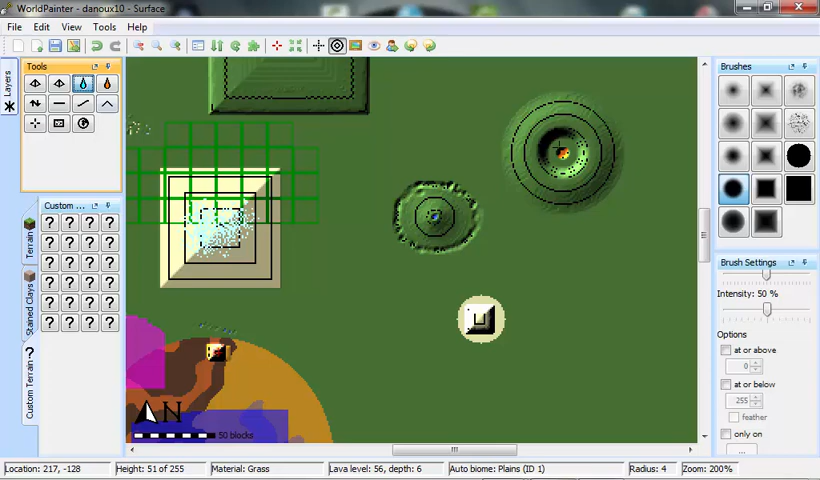 WorldPainter - danoux10 - Surface
File Edit View Tools Help
Layers
Tools
Custom ...
Terrain
Stained Clays
Custom Terrain
? ? ? ?
? ? ? ?
? ? ? ?
? ? ? ?
? ? ? ?
? ? ? ?
N
50 blocks
Brushes
Brush Settings
Intensity: 50 %
Options
at or above
0
at or below
255
feather
only on
...
Location: 217, -128 Height: 51 of 255 Material: Grass Lava level: 56, depth: 6 Auto biome: Plains (ID 1) Radius: 4 Zoom: 200%